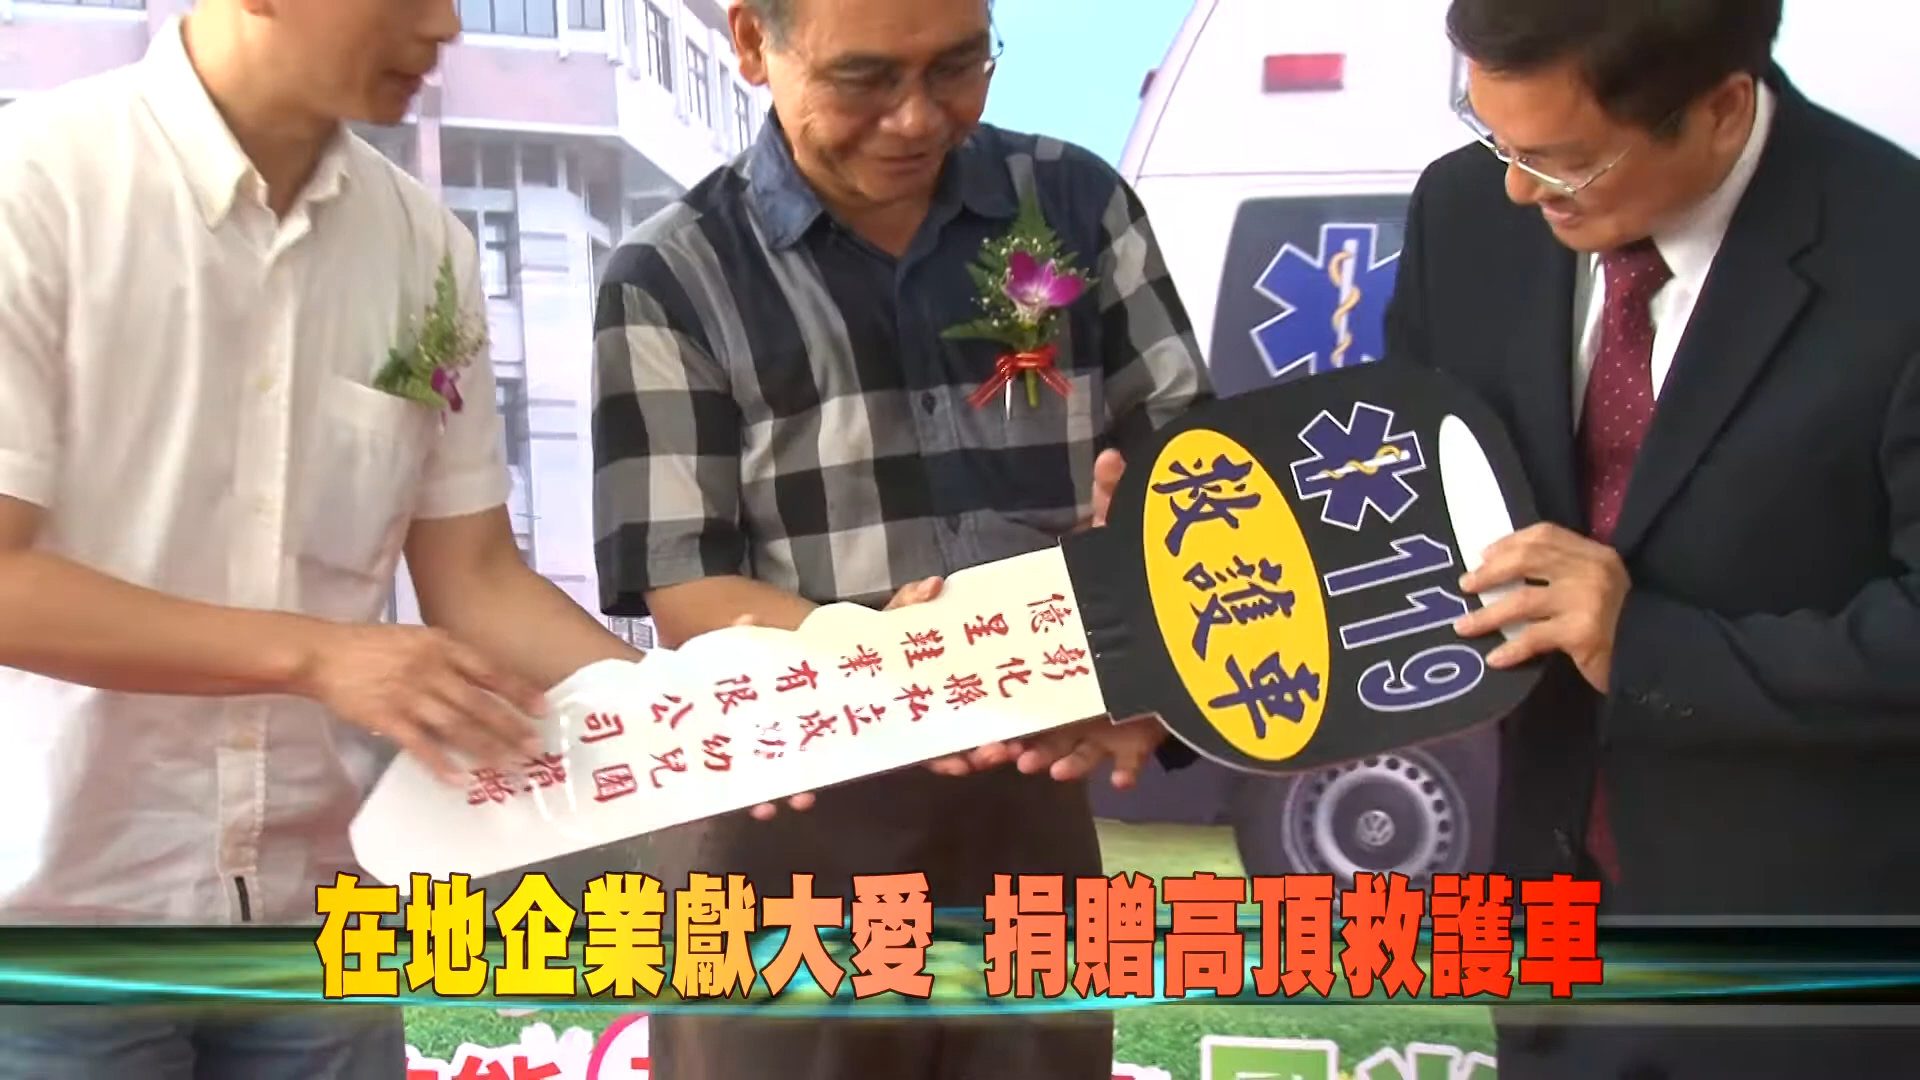 119
救護車
億星鞋業有限公司
彰化縣私立成功幼兒園
捐贈
在地企業獻大愛 捐贈高頂救護車